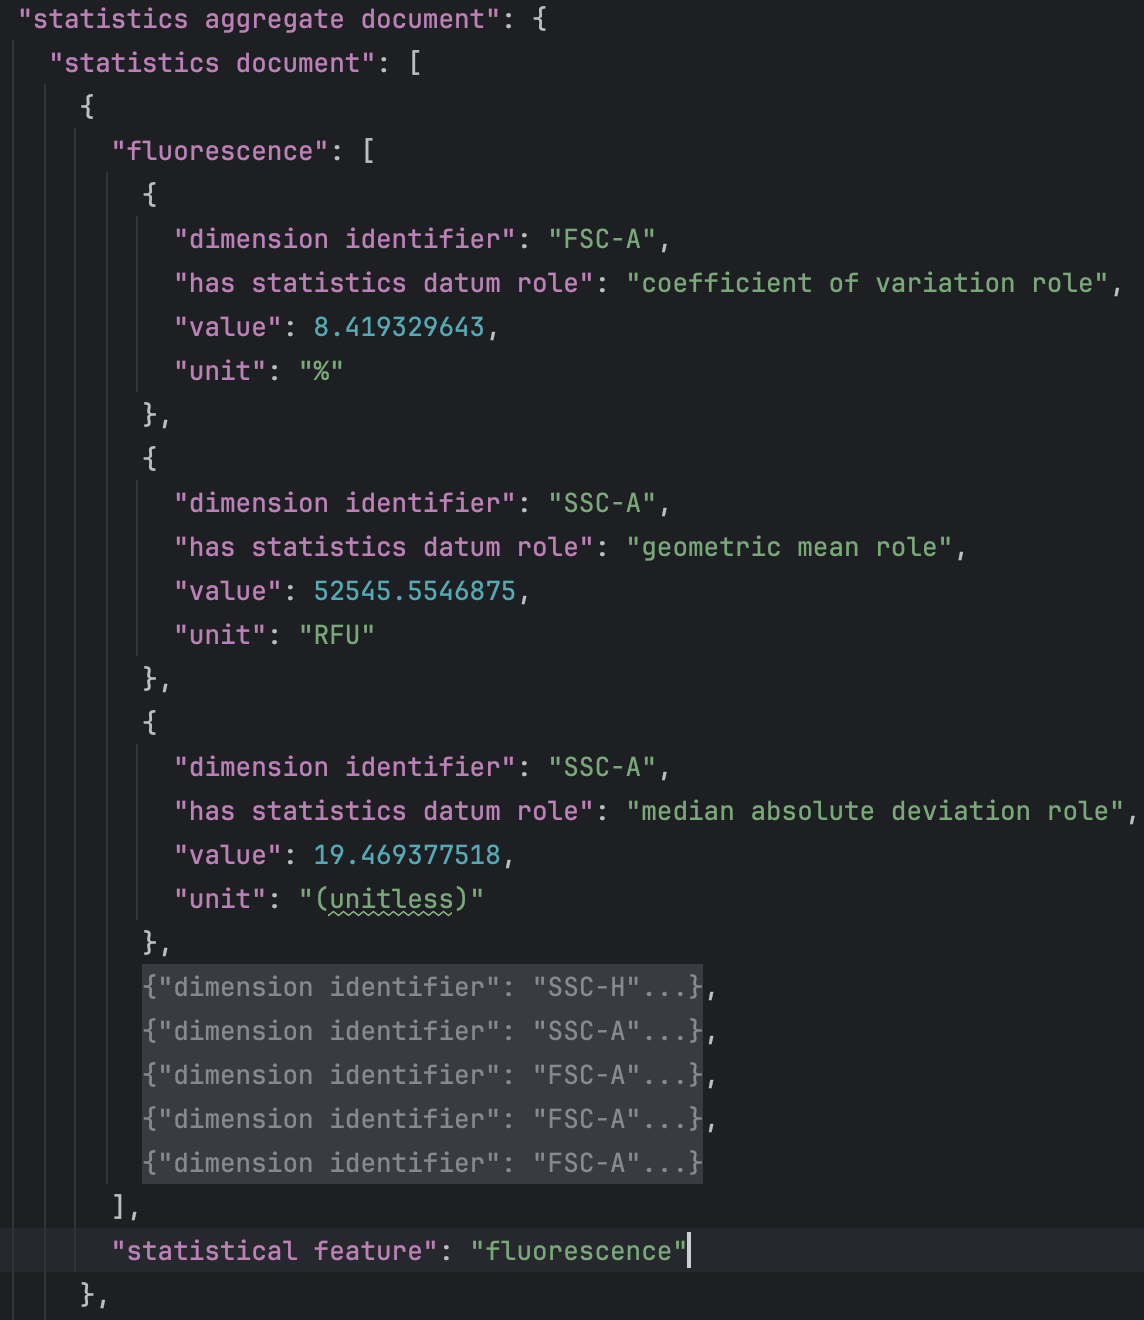 "statistics aggregate document": {
"statistics document": [
{
"fluorescence": [
{
"dimension identifier": "FSC-A",
"has statistics datum role": "coefficient of variation role",
"value": 8.419329643,
"unit": "%"
},
{
"dimension identifier": "SSC-A",
"has statistics datum role": "geometric mean role",
"value": 52545.5546875,
"unit": "RFU"
},
{
"dimension identifier": "SSC-A",
"has statistics datum role": "median absolute deviation role",
"value": 19.469377518,
"unit": "(unitless)"
},
{"dimension identifier": "SSC-H"...},
{"dimension identifier": "SSC-A"...},
{"dimension identifier": "FSC-A"...},
{"dimension identifier": "FSC-A"...},
{"dimension identifier": "FSC-A"...}
],
"statistical feature": "fluorescence"
},